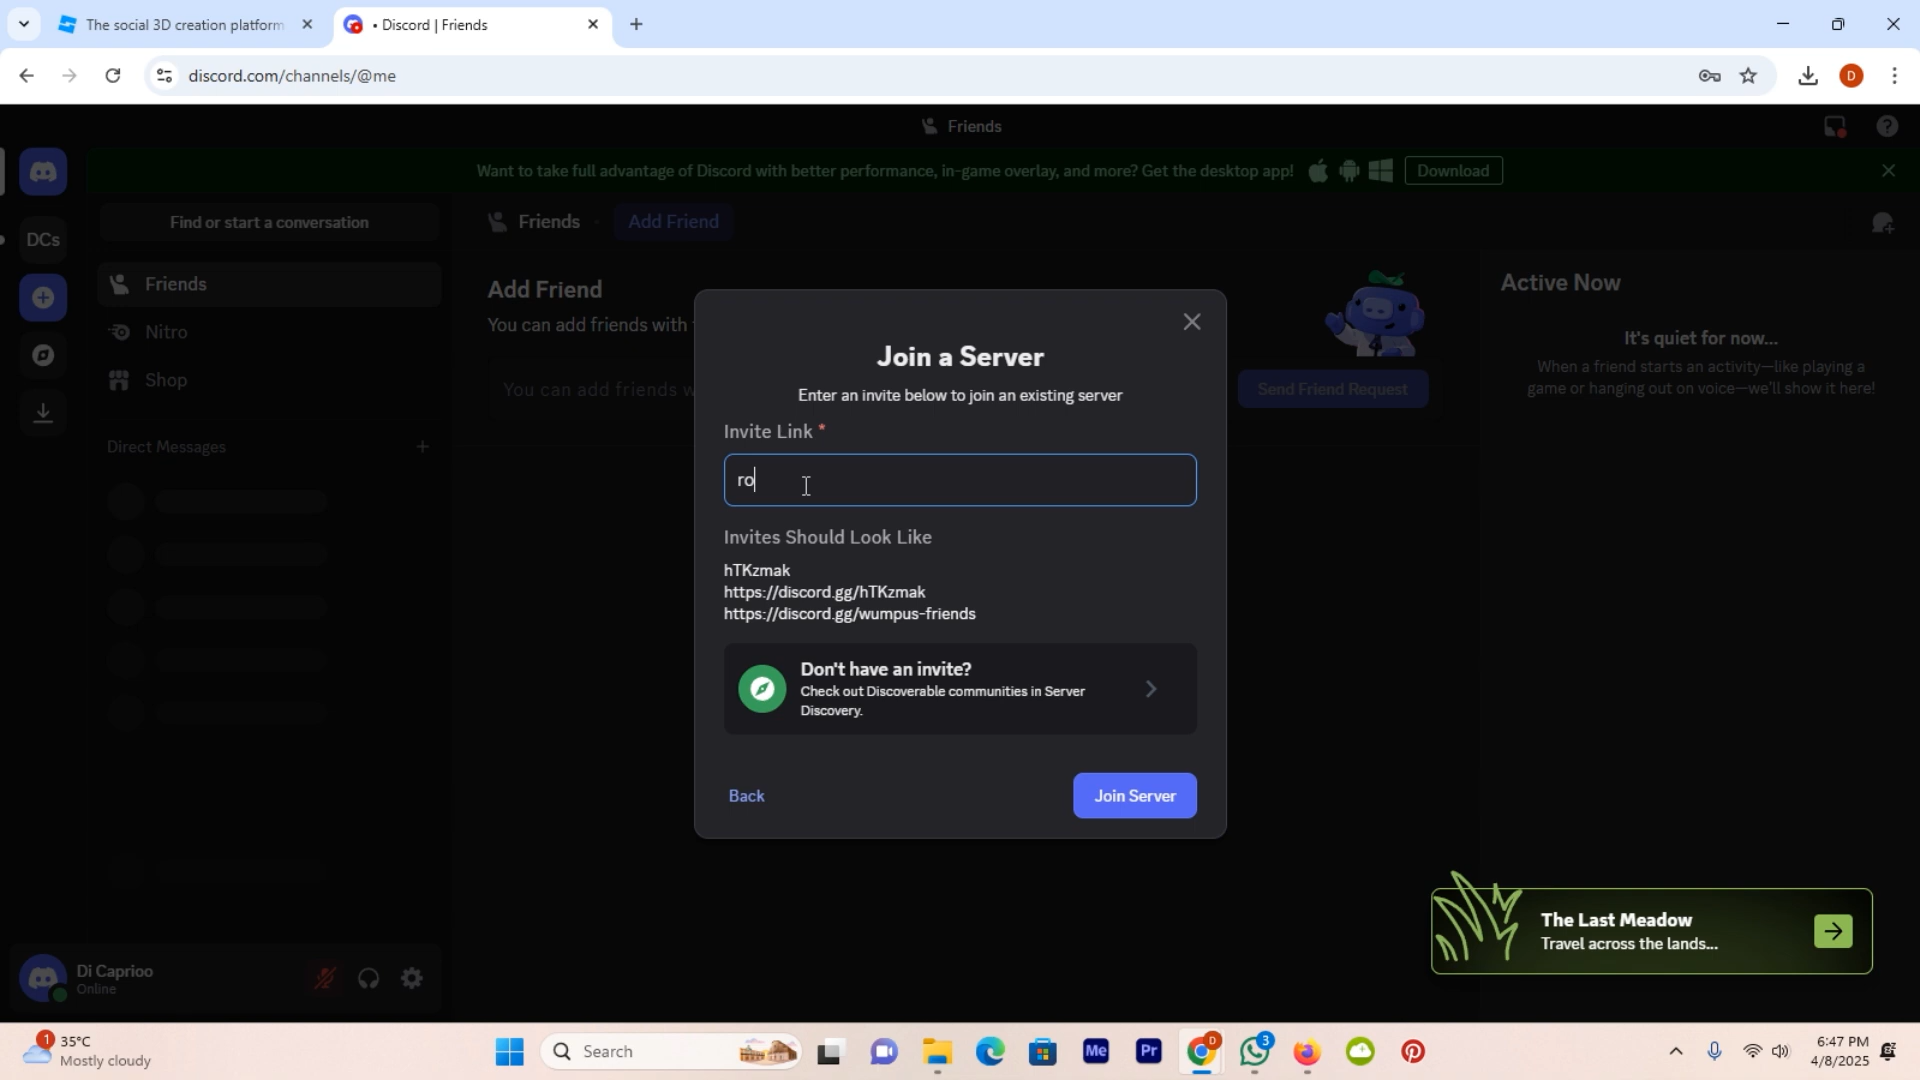 The social 3D creation platform
• Discord | Friends
discord.com/channels/@me
D
Friends
Want to take full advantage of Discord with better performance, in-game overlay, and more? Get the desktop app!
Download
Find or start a conversation
Friends
Add Friend
DCs
Friends
Add Friend
Active Now
You can add friends with
It's quiet for now...
Nitro
Join a Server
When a friend starts an activity—like playing a
game or hanging out on voice—we'll show it here!
Shop
You can add friends w
Enter an invite below to join an existing server
Send Friend Request
Invite Link *
Direct Messages
ro
Invites Should Look Like
hTKzmak
https://discord.gg/hTKzmak
https://discord.gg/wumpus-friends
Don't have an invite?
Check out Discoverable communities in Server
Discovery.
Back
Join Server
The Last Meadow
Travel across the lands...
Di Caprioo
Online
1
35°C
Mostly cloudy
Search
Me
Pr
D
3
6:47 PM
4/8/2025